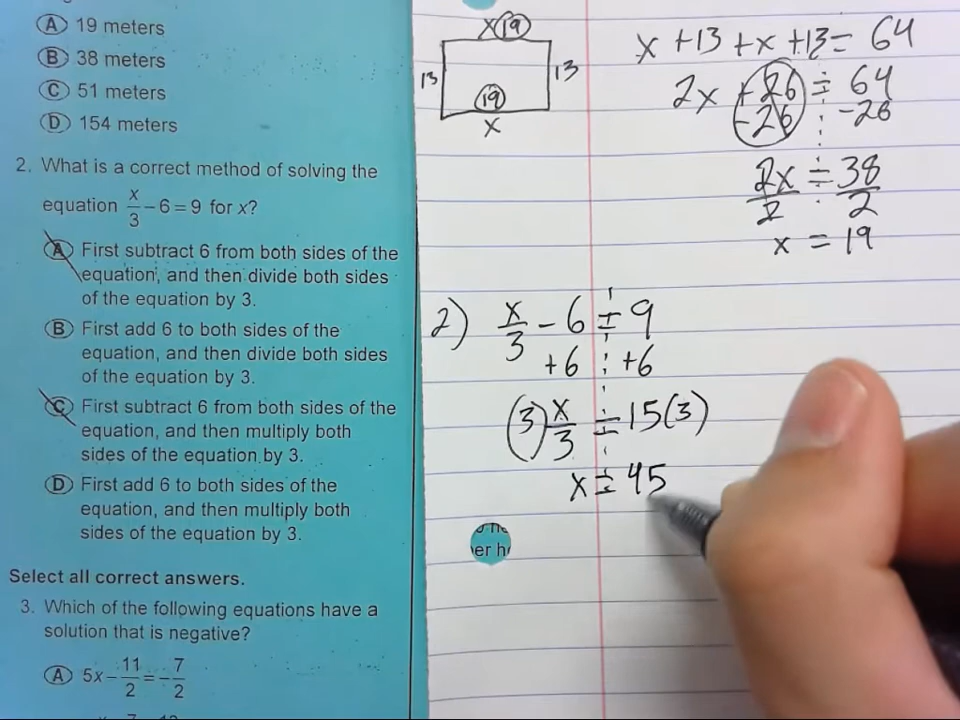 A 19 meters
B 38 meters
C 51 meters
D 154 meters
2. What is a correct method of solving the
equation x/3 − 6 = 9 for x?
A First subtract 6 from both sides of the
equation, and then divide both sides
of the equation by 3.
B First add 6 to both sides of the
equation, and then divide both sides
of the equation by 3.
C First subtract 6 from both sides of the
equation, and then multiply both
sides of the equation by 3.
D First add 6 to both sides of the
equation, and then multiply both
sides of the equation by 3.
Select all correct answers.
3. Which of the following equations have a
solution that is negative?
A 5x − 11/2 = − 7/2
x 19
13 13
19
x
x + 13 + x + 13 = 64
2x + 26 = 64
-26 -26
2x/2 = 38/2
x = 19
2) x/3 - 6 = 9
+6 +6
(3) x/3 = 15(3)
x = 45
er h